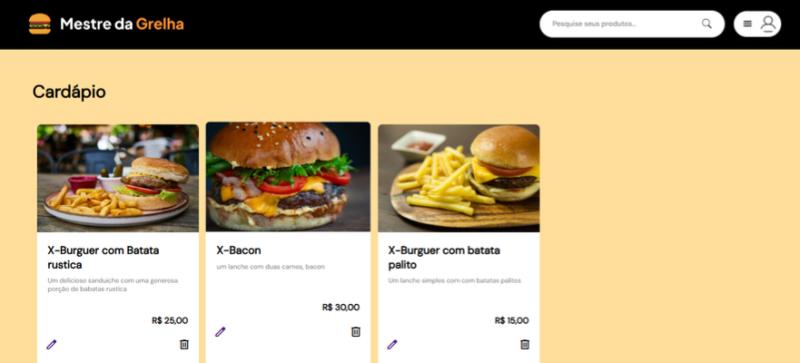 Mestre da Grelha
Pesquise seus produtos..
Cardápio
X-Burguer com Batata
rustica
Um delicioso sanduíche com uma generosa
porção de babatas rustica
R$ 25,00
X-Bacon
um lanche com duas carnes, bacon
R$ 30,00
X-Burguer com batata
palito
Um lanche simples com com batatas palitos
R$ 15,00